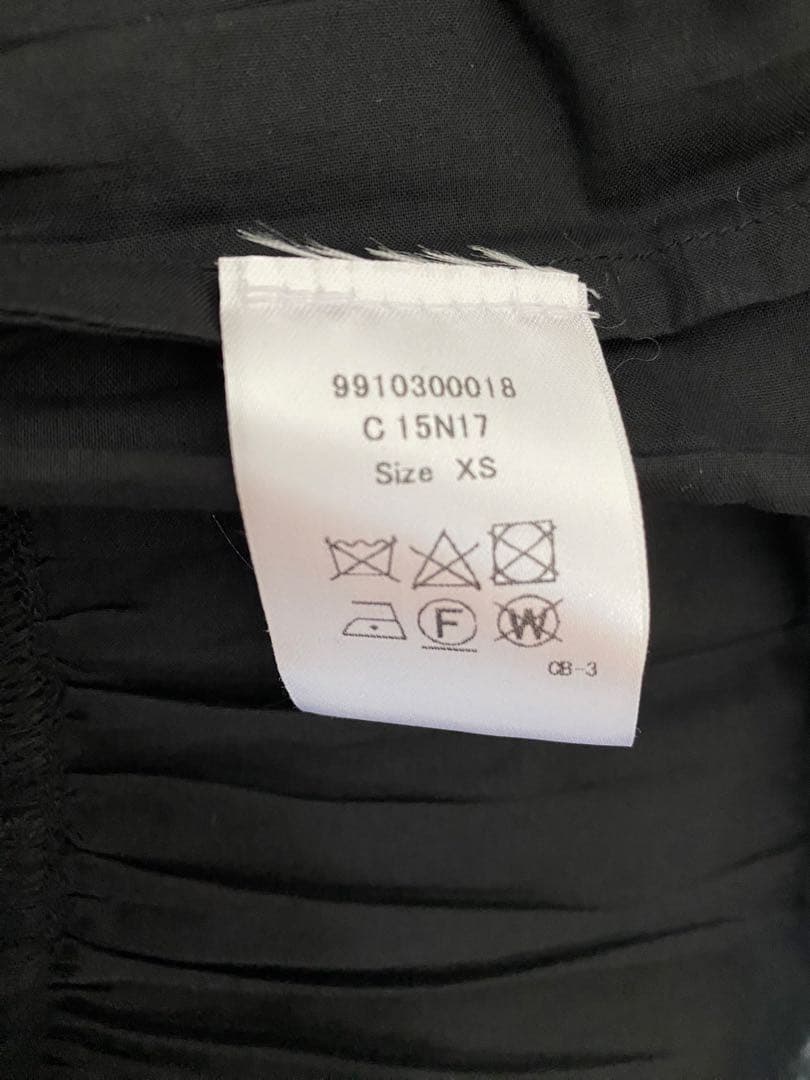 9910300018
C 15N17
Size XS
F W
CB-3